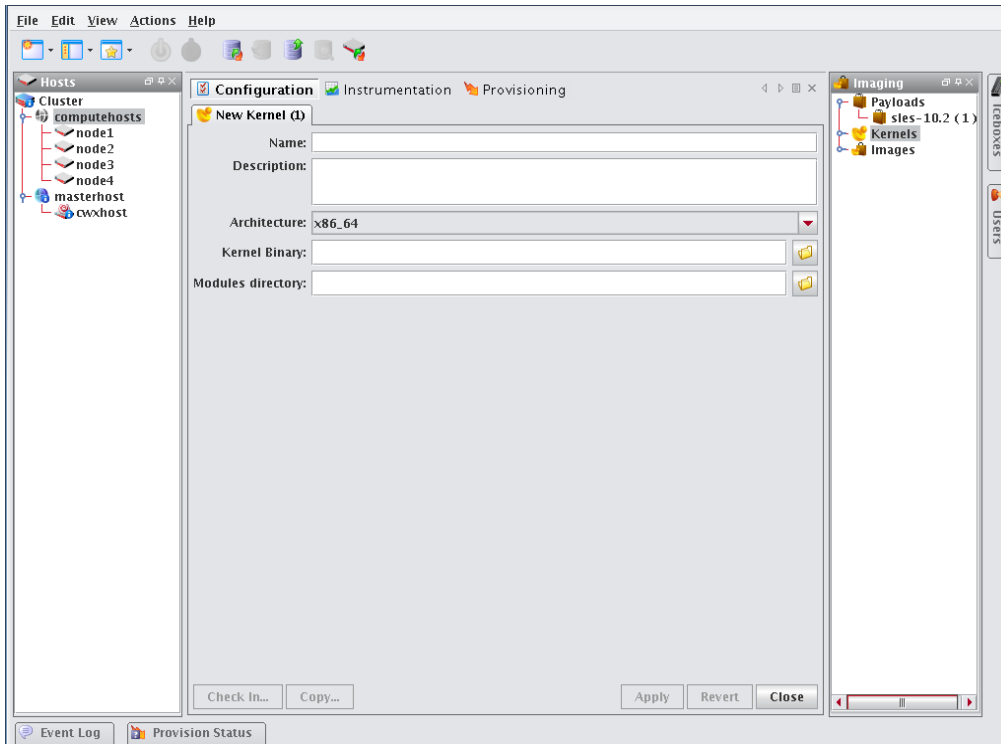 File Edit View Actions Help
Hosts
Cluster
computehosts
node1
node2
node3
node4
masterhost
cwxhost
Configuration Instrumentation Provisioning
New Kernel (1)
Name:
Description:
Architecture: x86_64
Kernel Binary:
Modules directory:
Check In... Copy... Apply Revert Close
Imaging
Payloads
sles-10.2 (1)
Kernels
Images
Iceboxes
Users
Event Log Provision Status